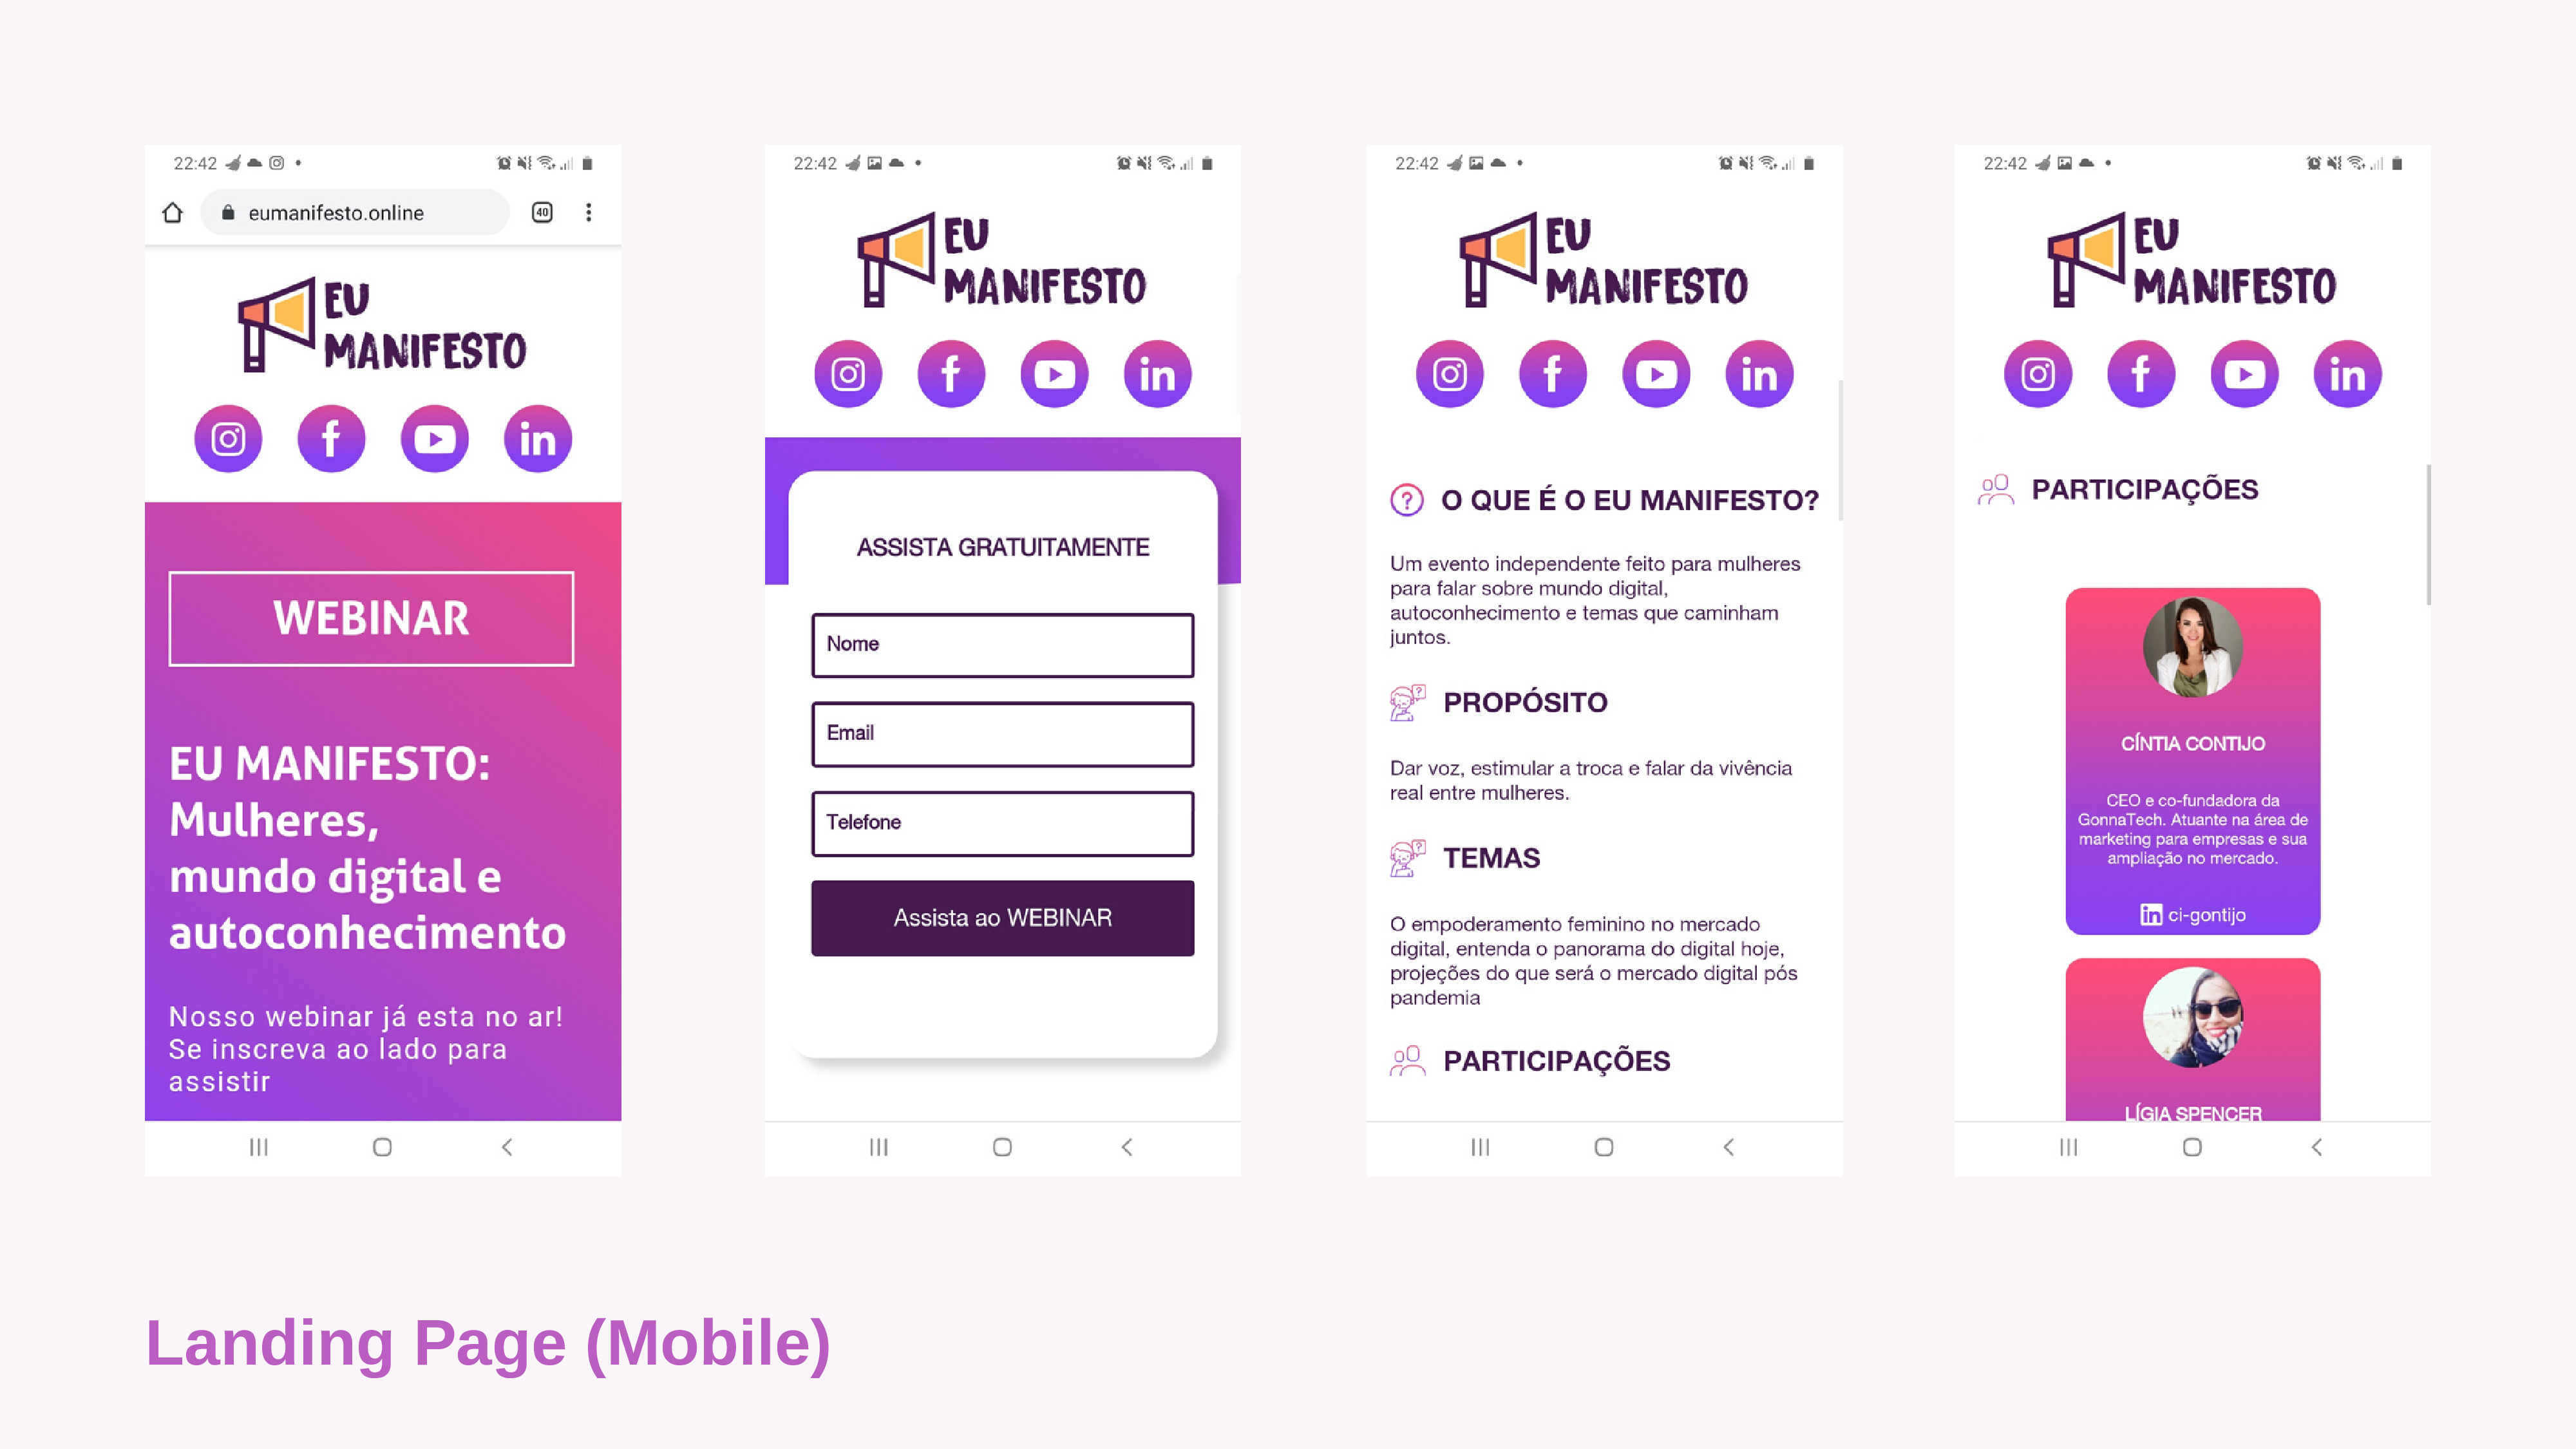 22:42
eumanifesto.online
40
EU
MANIFESTO
WEBINAR
EU MANIFESTO:
Mulheres,
mundo digital e
autoconhecimento
Nosso webinar já esta no ar!
Se inscreva ao lado para
assistir
22:42
EU
MANIFESTO
ASSISTA GRATUITAMENTE
Nome
Email
Telefone
Assista ao WEBINAR
22:42
EU
MANIFESTO
O QUE É O EU MANIFESTO?
Um evento independente feito para mulheres
para falar sobre mundo digital,
autoconhecimento e temas que caminham
juntos.
PROPÓSITO
Dar voz, estimular a troca e falar da vivência
real entre mulheres.
TEMAS
O empoderamento feminino no mercado
digital, entenda o panorama do digital hoje,
projeções do que será o mercado digital pós
pandemia
PARTICIPAÇÕES
22:42
EU
MANIFESTO
PARTICIPAÇÕES
CÍNTIA CONTIJO
CEO e co-fundadora da
GonnaTech. Atuante na área de
marketing para empresas e sua
ampliação no mercado.
in ci-gontijo
LÍGIA SPENCER
Landing Page (Mobile)